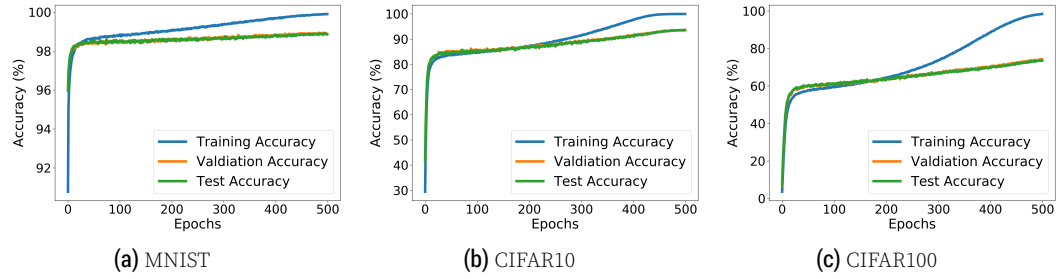 100
98
96
94
92
Accuracy (%)
0
100
200
300
400
500
Epochs
Training Accuracy
Valdiation Accuracy
Test Accuracy
(a) MNIST
100
90
80
70
60
50
40
30
Accuracy (%)
0
100
200
300
400
500
Epochs
Training Accuracy
Valdiation Accuracy
Test Accuracy
(b) CIFAR10
100
80
60
40
20
0
Accuracy (%)
0
100
200
300
400
500
Epochs
Training Accuracy
Valdiation Accuracy
Test Accuracy
(c) CIFAR100